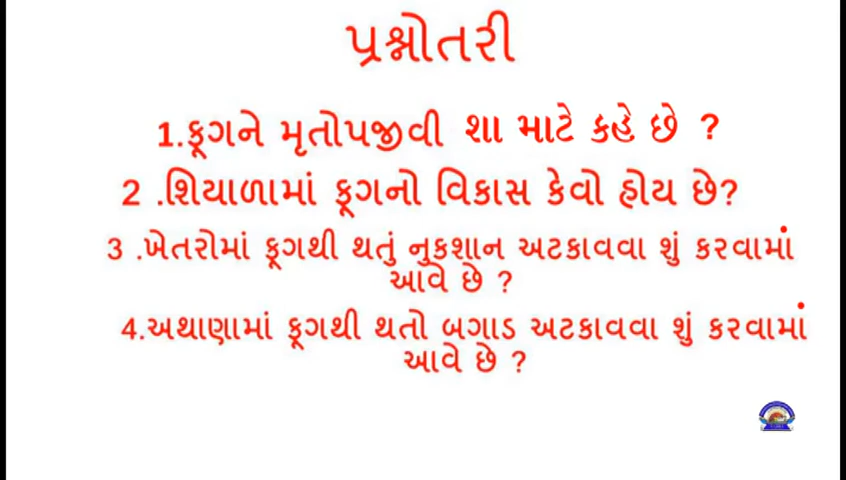 પ્રશ્નોતરી
1.ફૂગને મૃતોપજીવી શા માટે કહે છે ?
2 .શિયાળામાં ફૂગનો વિકાસ કેવો હોય છે?
3 .ખેતરોમાં ફૂગથી થતું નુકશાન અટકાવવા શું કરવામાં
આવે છે ?
4.અથાણામાં ફૂગથી થતો બગાડ અટકાવવા શું કરવામાં
આવે છે ?